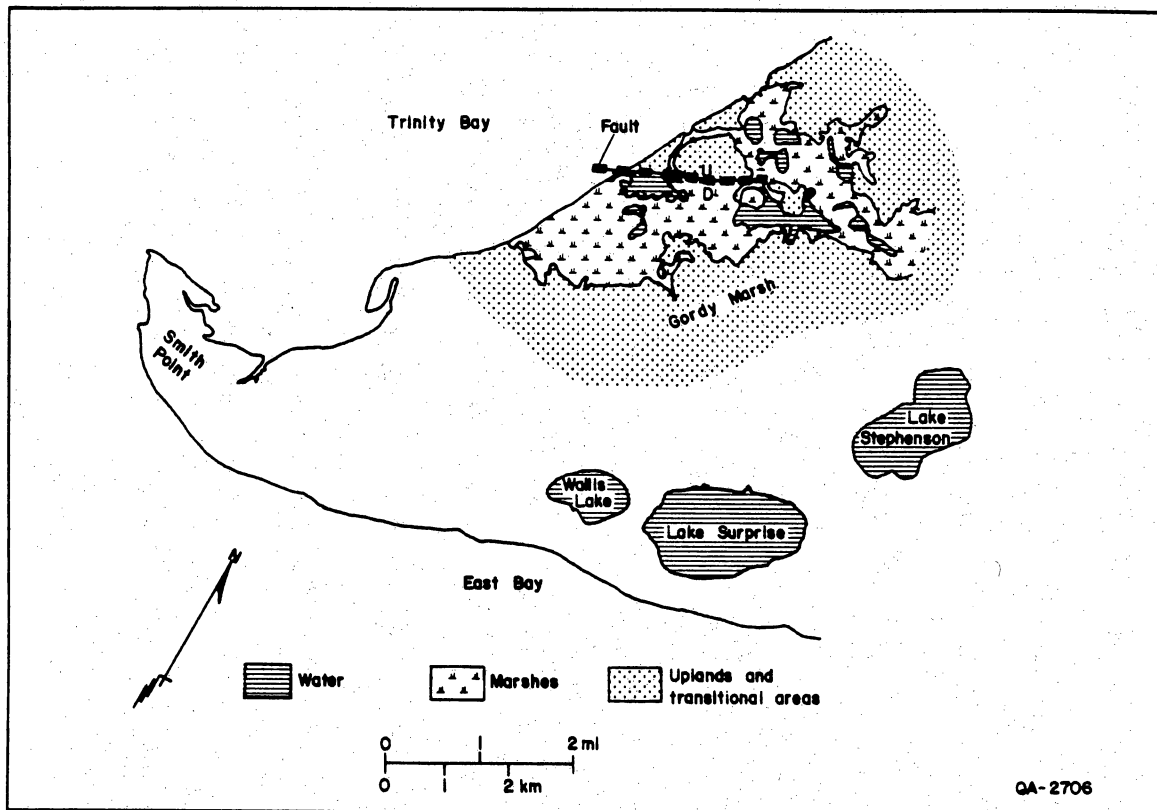 Trinity Bay
Fault
U
D
Gordy Marsh
Smith
Point
Lake
Stephenson
Wallis
Lake
Lake Surprise
East Bay
N
Water
Marshes
Uplands and
transitional areas
0 1 2 mi
0 1 2 km
QA-2706